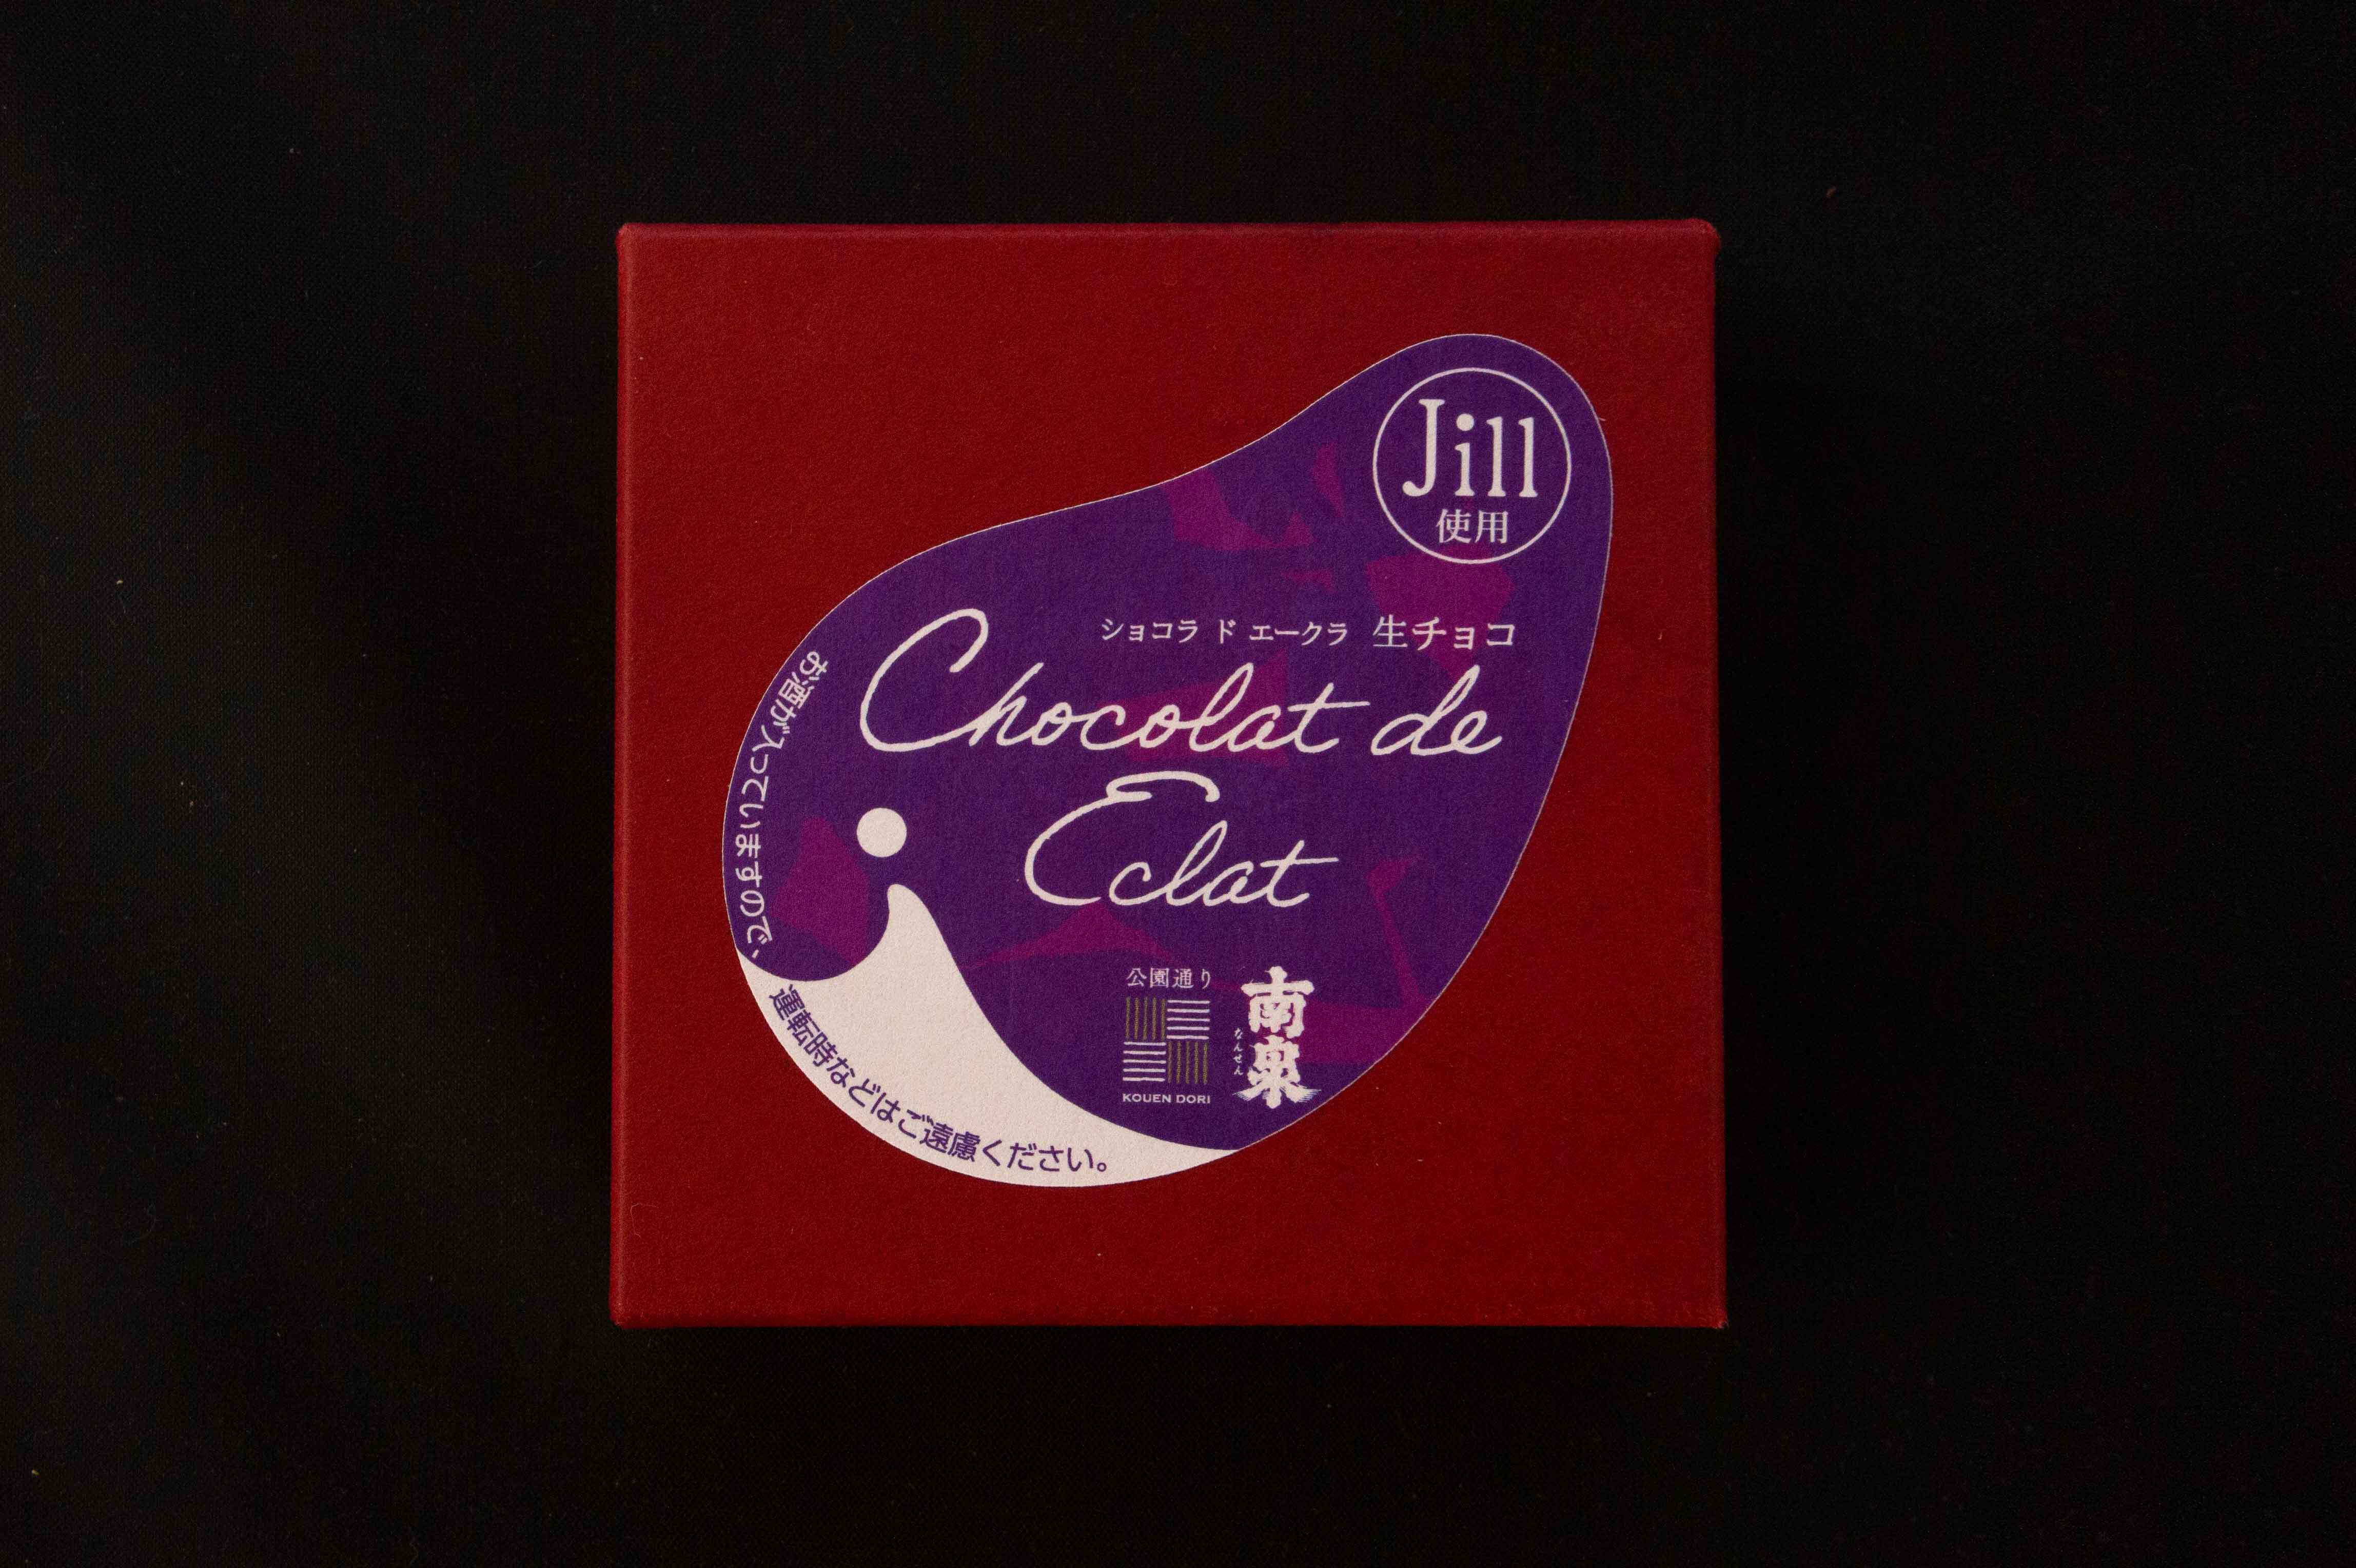 Jill
使用
ショコラ ド エークラ 生チョコ
Chocolat de
Eclat
お酒が入っていますので、
運転時などはご遠慮ください。
公園通り
KOUEN DORI
南泉
なんせん